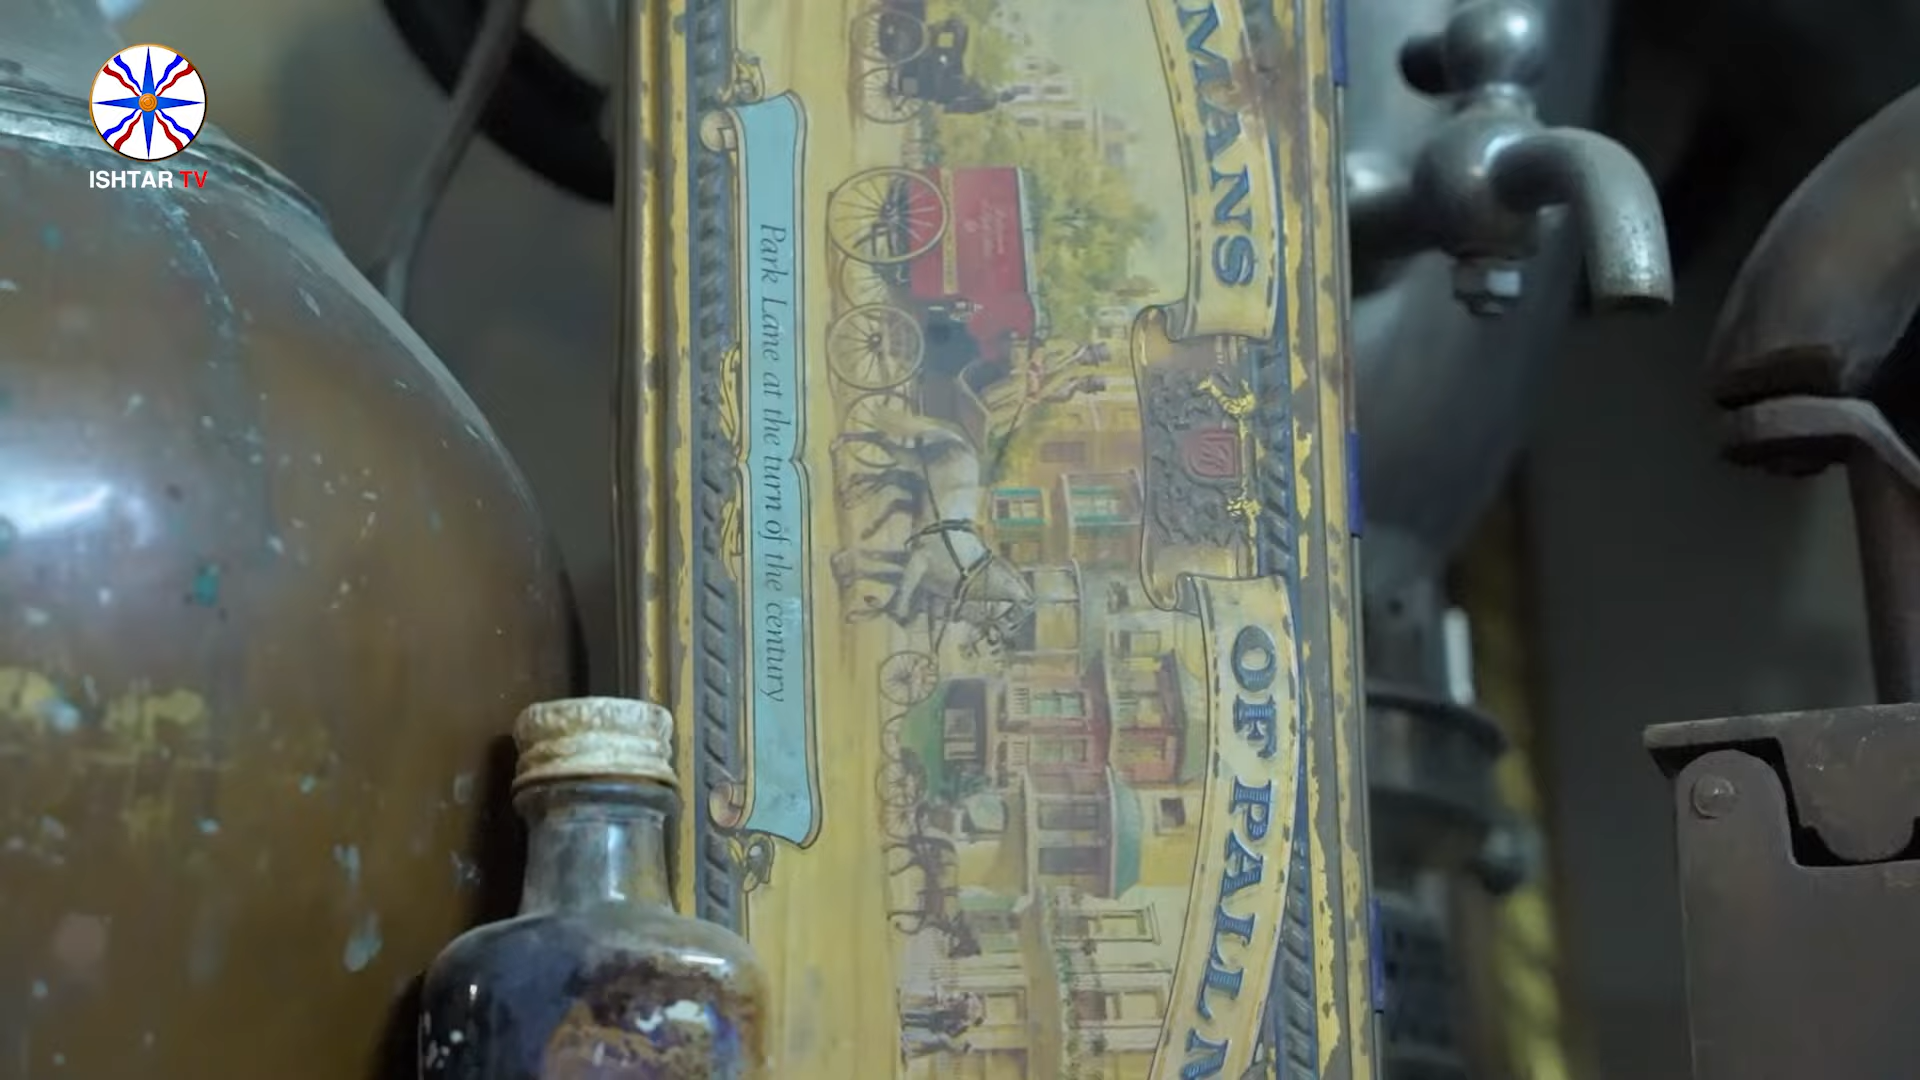 ISHTAR TV
MANS OF PALL M
Park Lane at the turn of the century